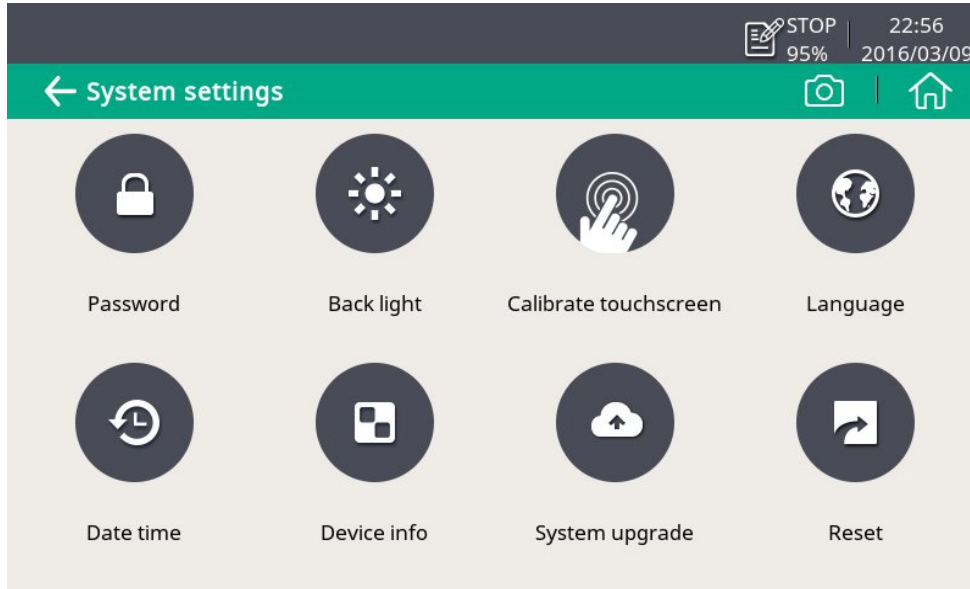 STOP 22:56
95% 2016/03/09
System settings
Password Back light Calibrate touchscreen Language
Date time Device info System upgrade Reset